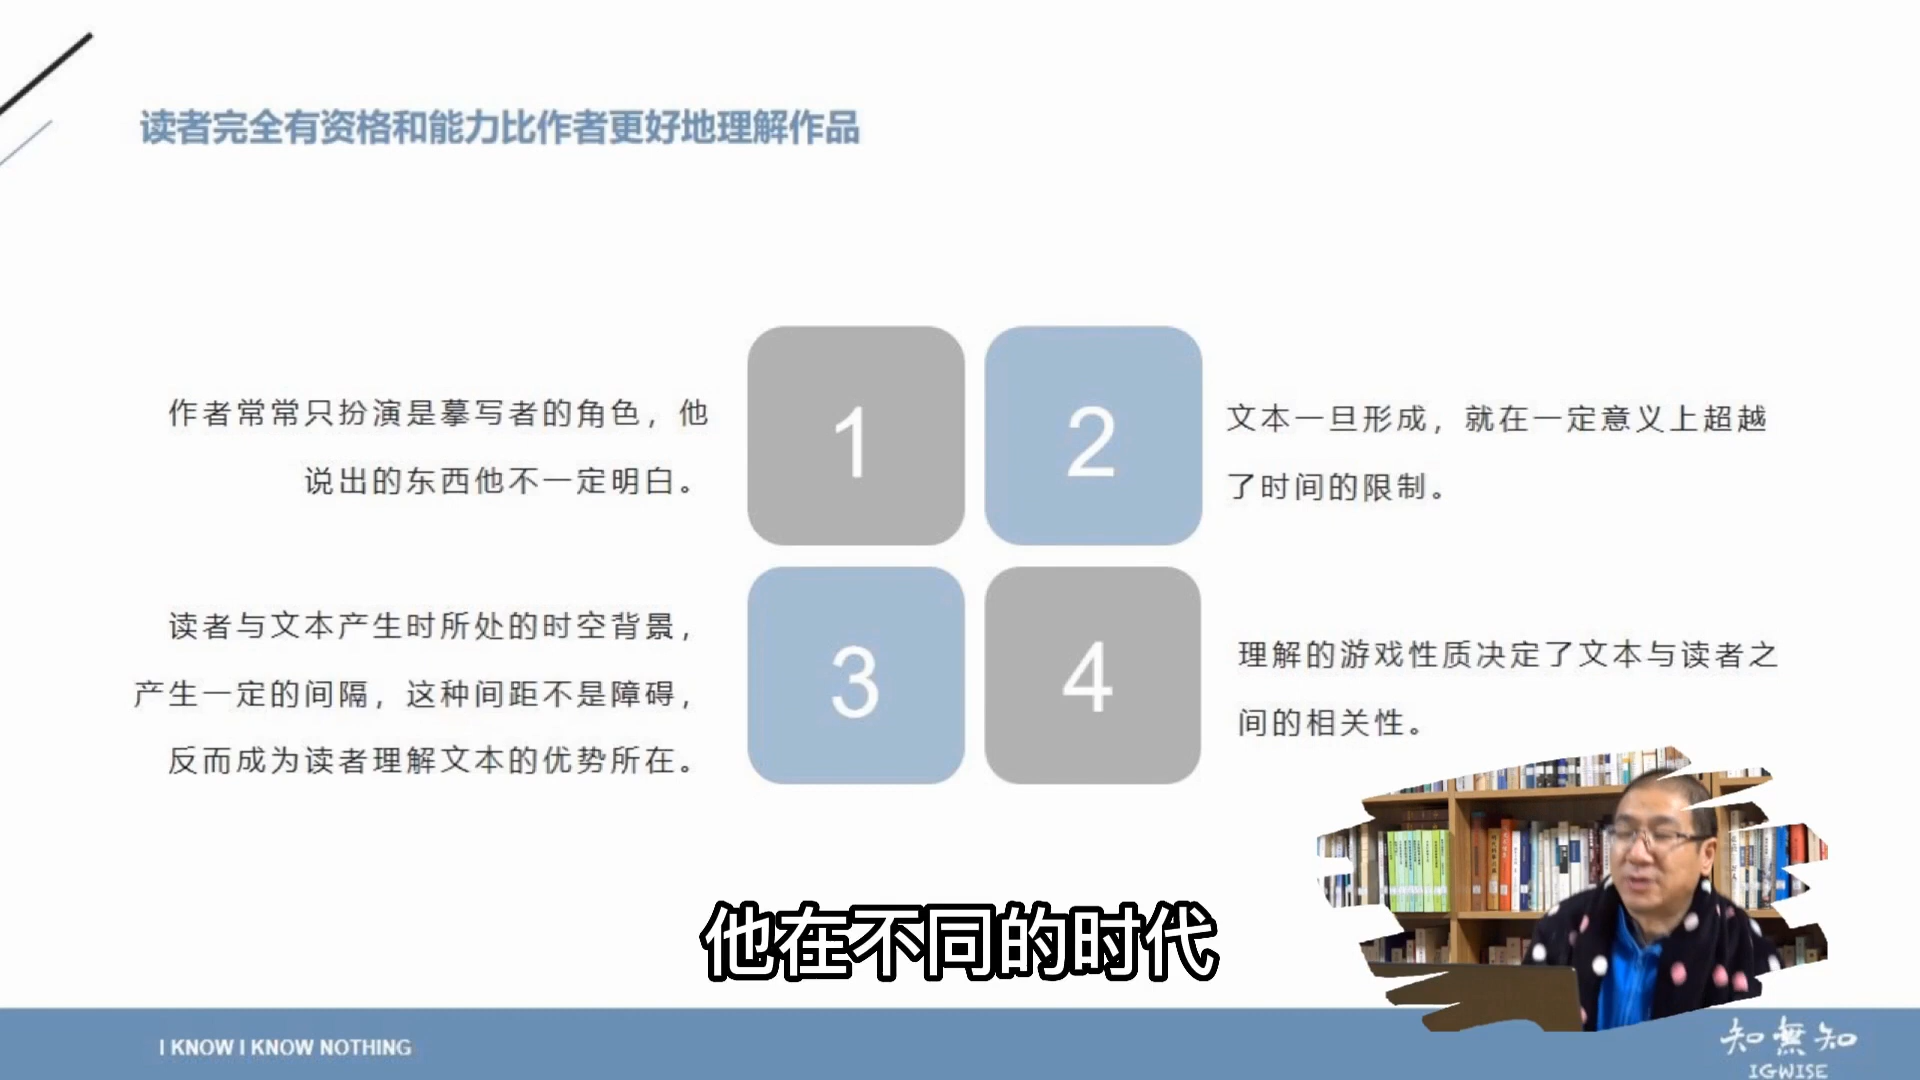 读者完全有资格和能力比作者更好地理解作品
作者常常只扮演是摹写者的角色，他
说出的东西他不一定明白。
1
2
文本一旦形成，就在一定意义上超越
了时间的限制。
读者与文本产生时所处的时空背景，
产生一定的间隔，这种间距不是障碍，
反而成为读者理解文本的优势所在。
3
4
理解的游戏性质决定了文本与读者之
间的相关性。
他在不同的时代
I KNOW I KNOW NOTHING
知無知
IGWISE